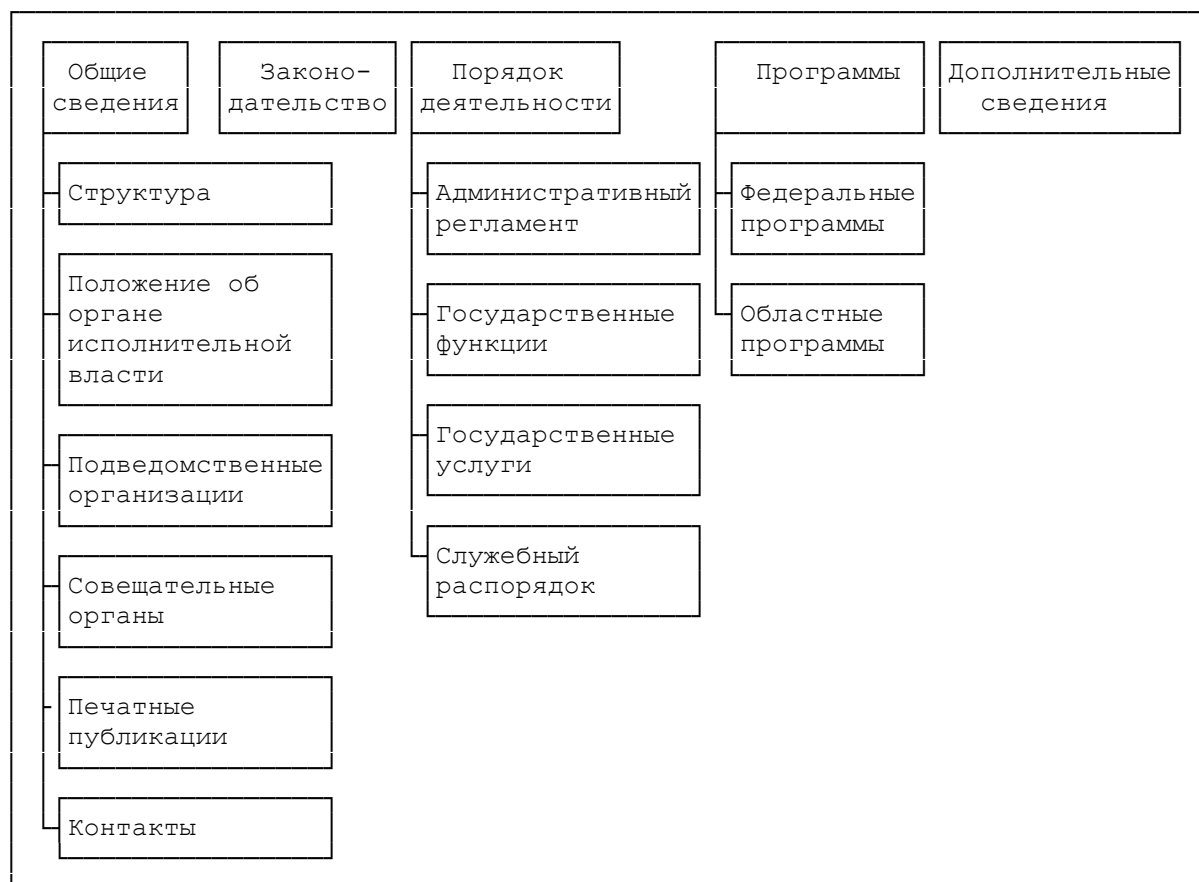 Общие
сведения
Законо-
дательство
Порядок
деятельности
Программы
Дополнительные
сведения
Структура
Положение об
органе
исполнительной
власти
Подведомственные
организации
Совещательные
органы
Печатные
публикации
Контакты
Административный
регламент
Государственные
функции
Государственные
услуги
Служебный
распорядок
Федеральные
программы
Областные
программы